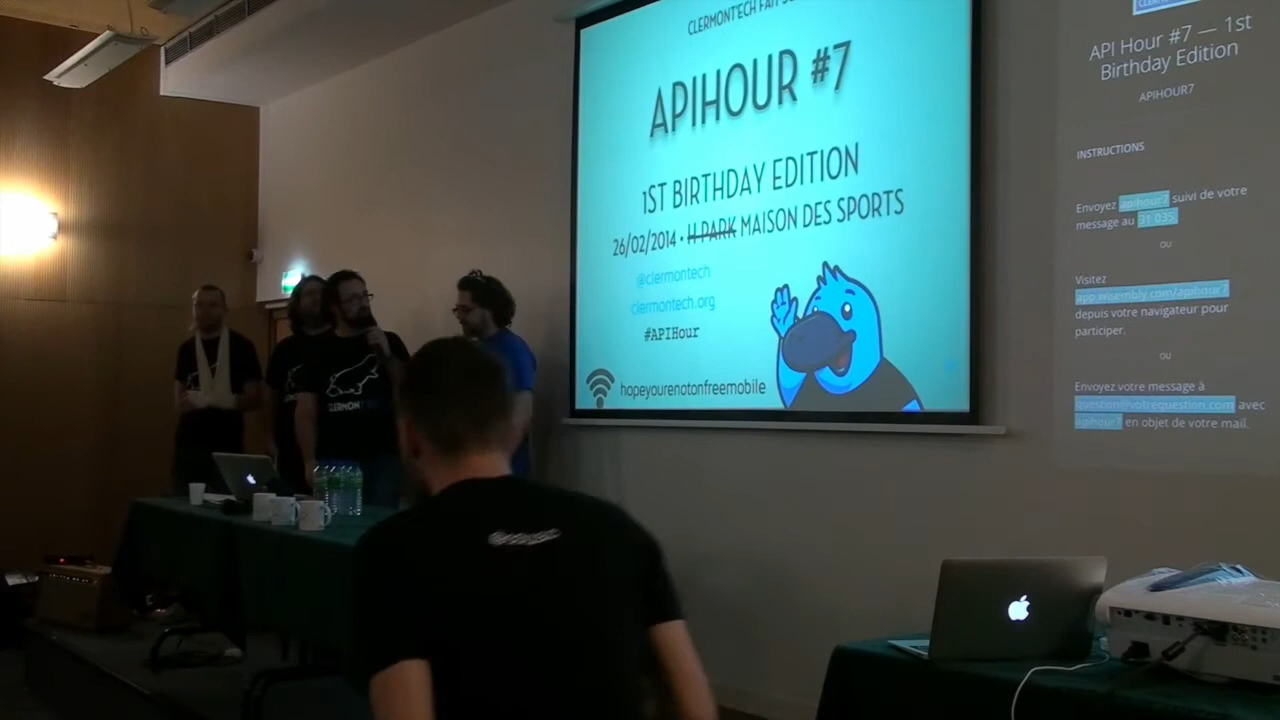 APIHOUR #7
1ST BIRTHDAY EDITION
26/02/2014 • H PARK MAISON DES SPORTS
@clermontech
clermontech.org
#APIHour
hopeyourenotonfreemobile
API Hour #7 — 1st
Birthday Edition
APIHOUR7
INSTRUCTIONS
Envoyez apihour7 suivi de votre
message au 31 035.
ou
Visitez
app.wisembly.com/apihour7
depuis votre navigateur pour
participer.
ou
Envoyez votre message à
question@votrequestion.com avec
apihour7 en objet de votre mail.